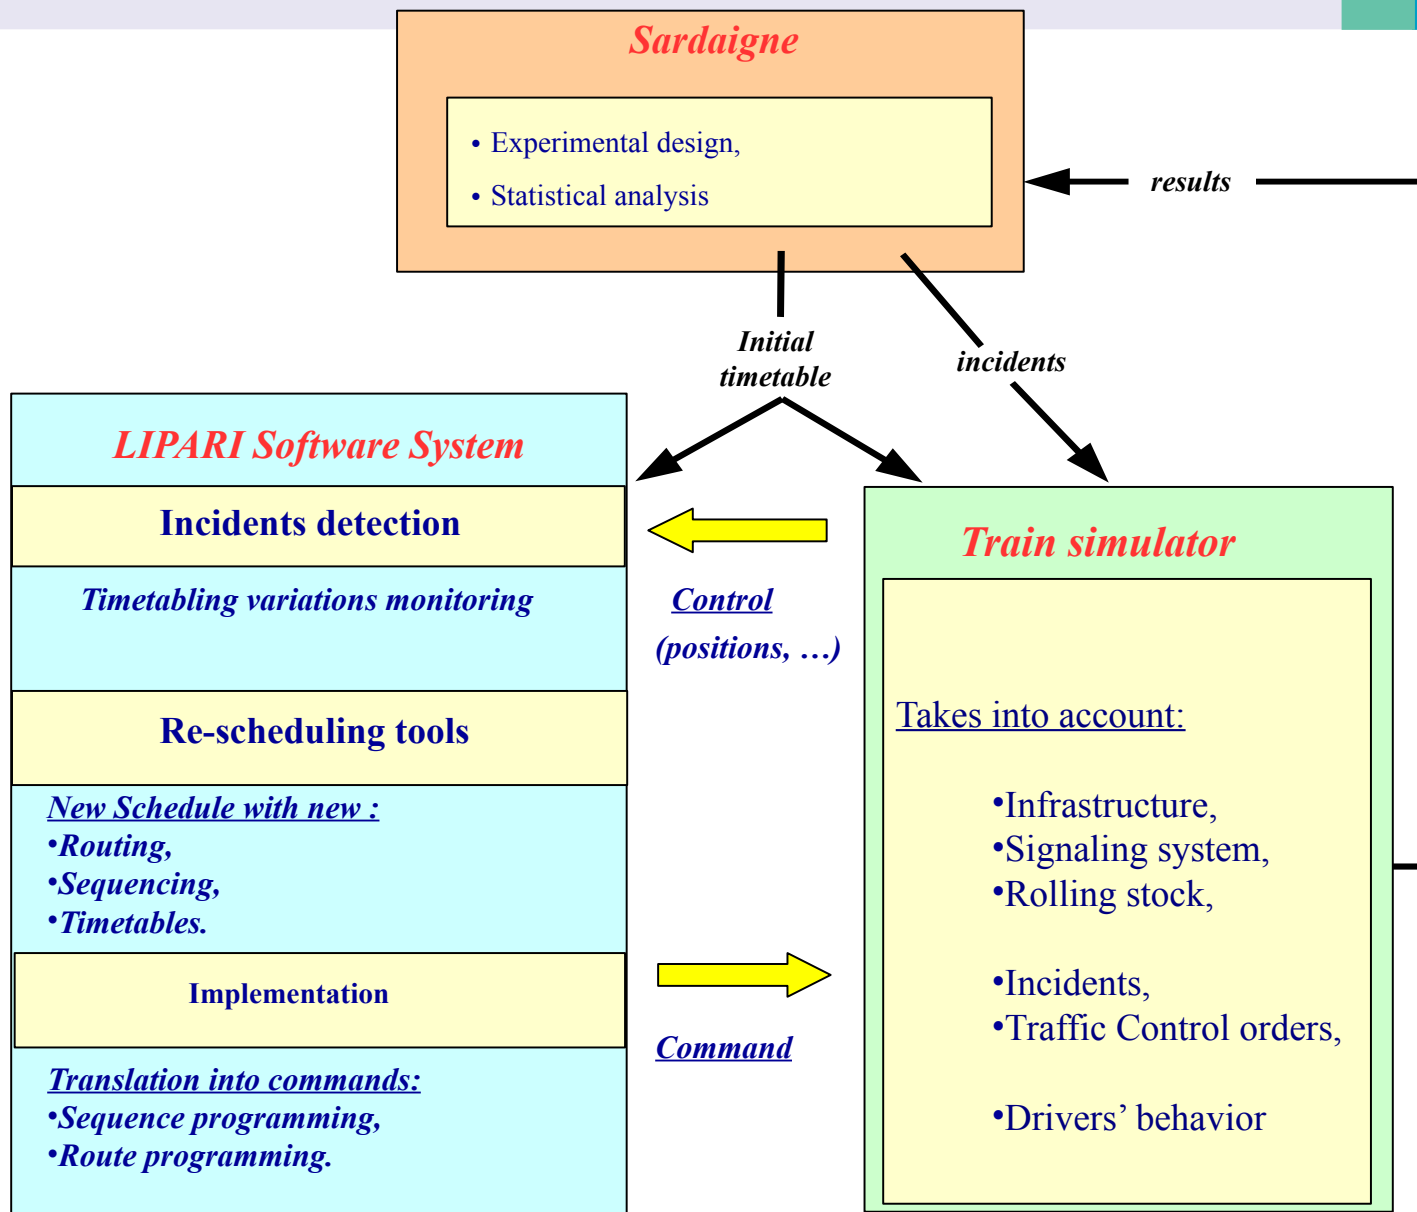 Sardaigne
• Experimental design,
• Statistical analysis
results
Initial
timetable
incidents
LIPARI Software System
Incidents detection
Timetabling variations monitoring
Re-scheduling tools
New Schedule with new :
•Routing,
•Sequencing,
•Timetables.
Implementation
Translation into commands:
•Sequence programming,
•Route programming.
Control
(positions, …)
Command
Train simulator
Takes into account:
•Infrastructure,
•Signaling system,
•Rolling stock,
•Incidents,
•Traffic Control orders,
•Drivers’ behavior